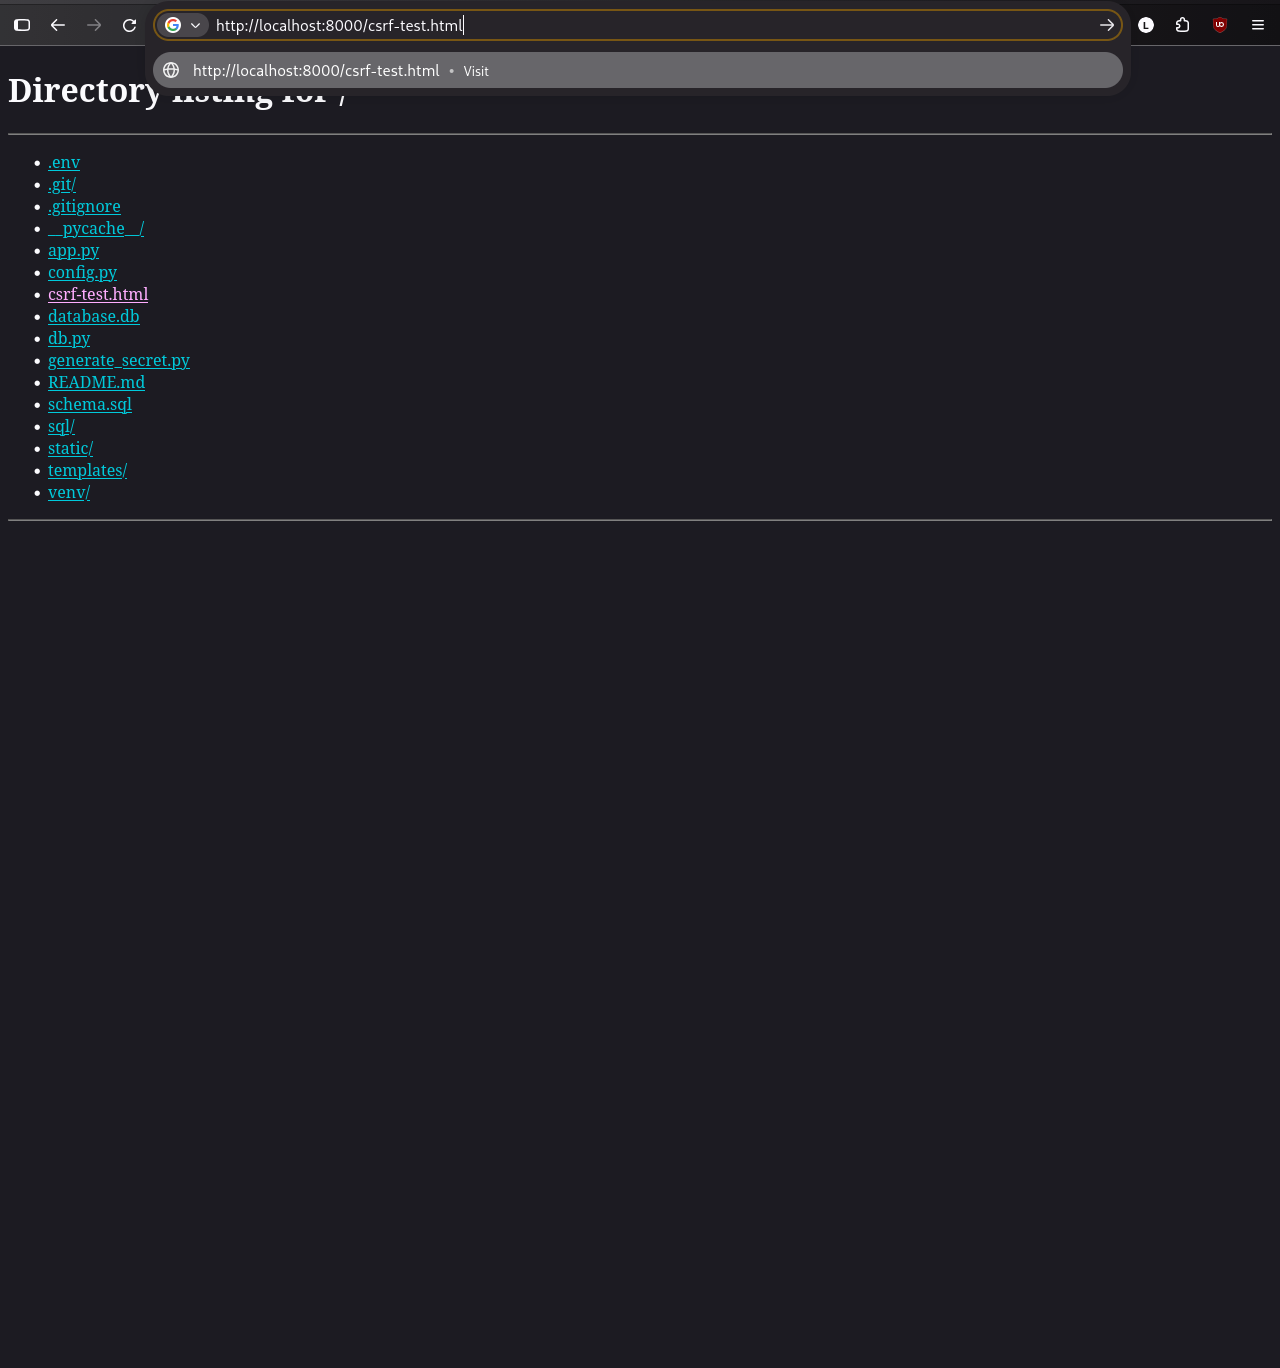 http://localhost:8000/csrf-test.html
L
http://localhost:8000/csrf-test.html • Visit
Directory listing for /
.env
.git/
.gitignore
__pycache__/
app.py
config.py
csrf-test.html
database.db
db.py
generate_secret.py
README.md
schema.sql
sql/
static/
templates/
venv/